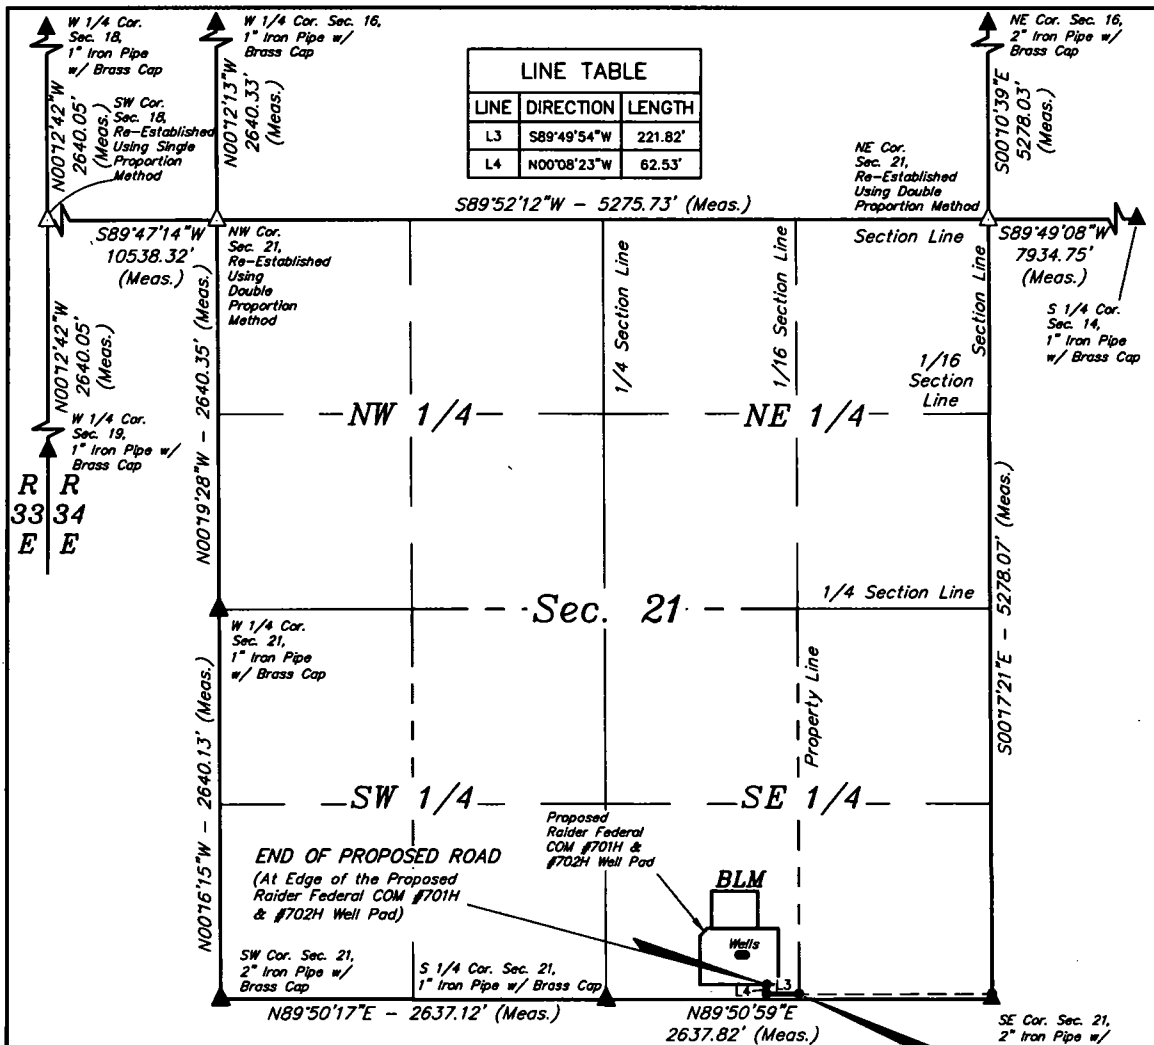 W 1/4 Cor.
Sec. 18,
1" Iron Pipe
w/ Brass Cap
W 1/4 Cor. Sec. 16,
1" Iron Pipe w/
Brass Cap
NE Cor. Sec. 16,
2" Iron Pipe w/
Brass Cap
LINE TABLE
LINE DIRECTION LENGTH
L3 S89°49'54"W 221.82'
L4 N00°08'23"W 62.53'
N00°12'42"W
2640.05'
(Meas.)
SW Cor.
Sec. 18,
Re-Established
Using Single
Proportion
Method
N00°12'13"W
2640.33'
(Meas.)
S00°10'39"E
5278.03'
(Meas.)
NE Cor.
Sec. 21,
Re-Established
Using Double
Proportion Method
S89°52'12"W - 5275.73' (Meas.)
S89°47'14"W
10538.32'
(Meas.)
NW Cor.
Sec. 21,
Re-Established
Using
Double
Proportion
Method
Section Line
S89°49'08"W
7934.75'
(Meas.)
S 1/4 Cor.
Sec. 14,
1" Iron Pipe
w/ Brass Cap
N00°12'42"W
2640.05'
(Meas.)
N00°19'28"W - 2640.35' (Meas.)
1/4 Section Line
1/16 Section Line
Section Line
1/16
Section
Line
W 1/4 Cor.
Sec. 19,
1" Iron Pipe w/
Brass Cap
NW 1/4
NE 1/4
R R
33 34
E E
S00°17'21"E - 5278.07' (Meas.)
Sec. 21
1/4 Section Line
W 1/4 Cor.
Sec. 21,
1" Iron Pipe
w/ Brass Cap
N00°16'15"W - 2640.13' (Meas.)
Property Line
SW 1/4
SE 1/4
Proposed
Raider Federal
COM #701H &
#702H Well Pad
END OF PROPOSED ROAD
(At Edge of the Proposed
Raider Federal COM #701H
& #702H Well Pad)
BLM
Wells
SW Cor. Sec. 21,
2" Iron Pipe w/
Brass Cap
S 1/4 Cor. Sec. 21,
1" Iron Pipe w/ Brass Cap
L3
L4
N89°50'17"E - 2637.12' (Meas.)
N89°50'59"E
2637.82' (Meas.)
SE Cor. Sec. 21,
2" Iron Pipe w/